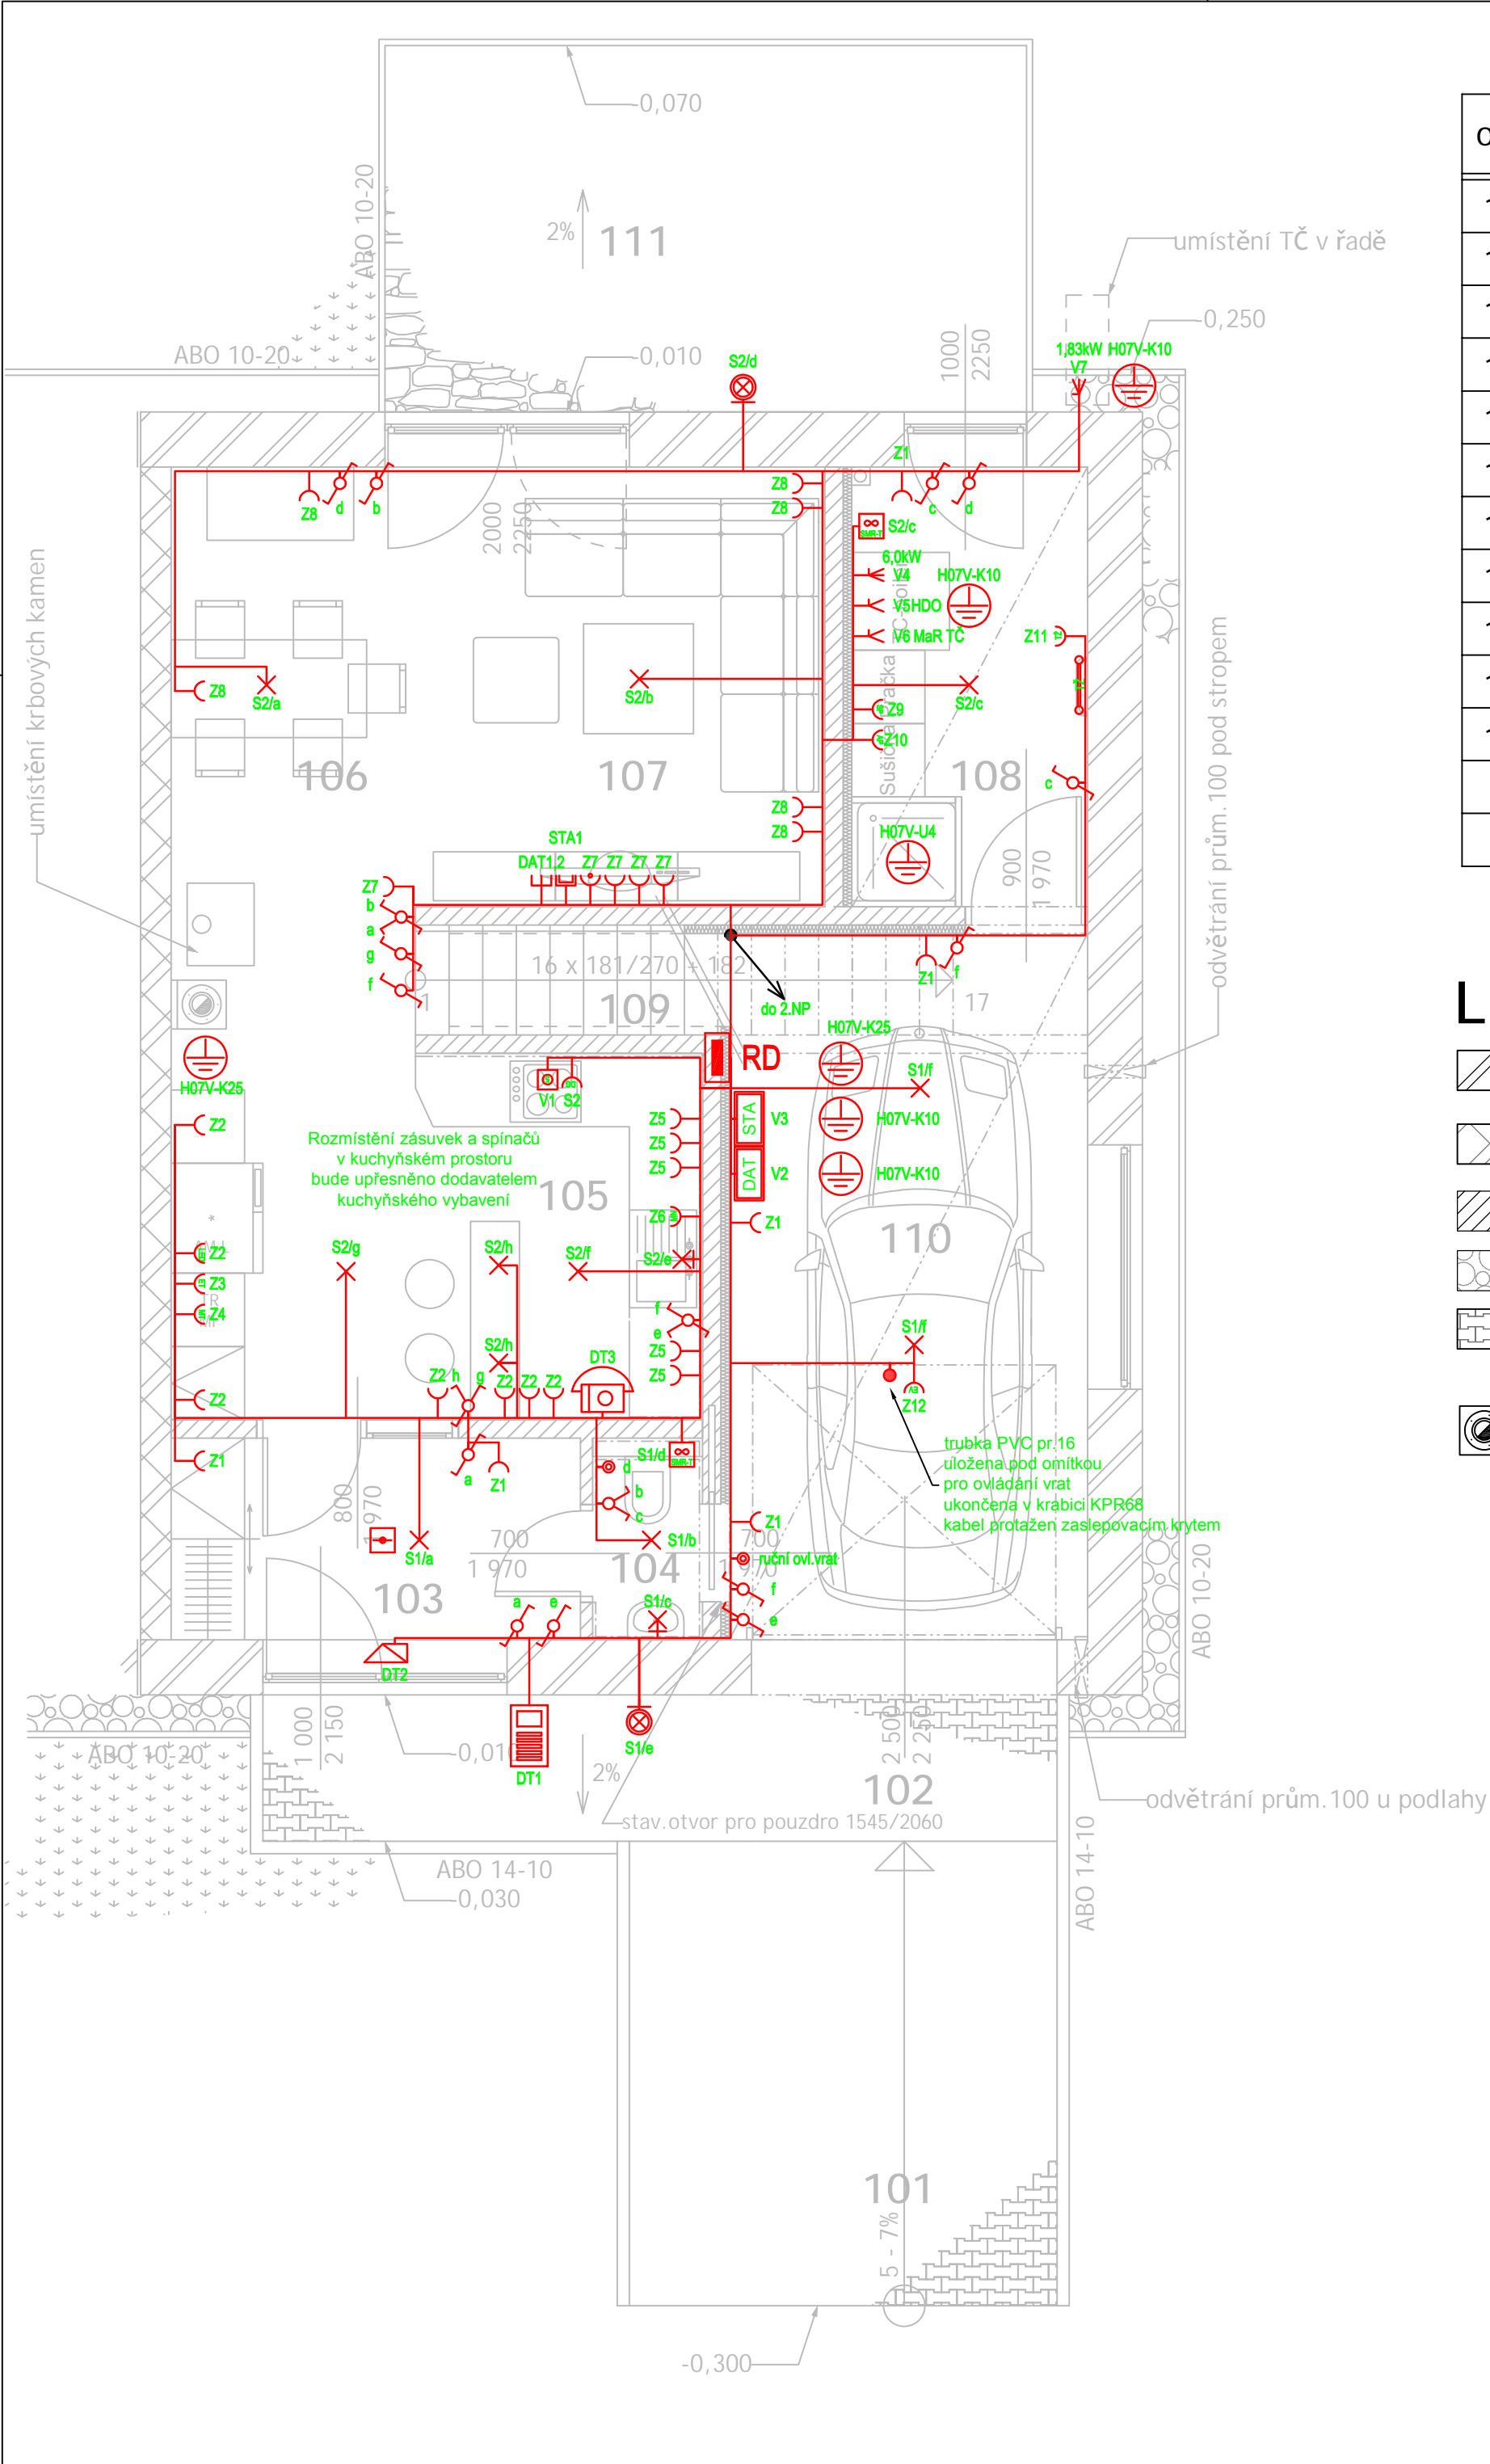 -0,070
ABO 10-20
2%
111
umístění TČ v řadě
-0,250
ABO 10-20
-0,010
S2/d
1000
2250
1,83kW H07V-K10
V7
Z1
Z8
d
b
2000
2250
Z8
Z8
c
d
S2/c
SMR-T
6,0kW
V4
H07V-K10
V5HDO
V6 MaR TČ
Z11
umístění krbových kamen
Z8
S2/a
S2/b
Z9
Z10
S2/c
Sušička
Pračka
106
107
108
c
odvětrání prům.100 pod stropem
Z8
Z8
STA1
DAT1,2
Z7
Z7
Z7
Z7
H07V-U4
900
1 970
Z7
b
a
g
f
1
16 x 181/270 + 182
17
109
Z1
f
do 2.NP
L
RD
H07V-K25
S1/f
H07V-K25
V1
S2
STA
V3
H07V-K10
DAT
V2
H07V-K10
Z2
Z5
Z5
Z5
Rozmístění zásuvek a spínačů
v kuchyňském prostoru
bude upřesněno dodavatelem
kuchyňského vybavení
105
Z6
Z1
110
Z2
Z3
Z4
S2/g
S2/h
S2/f
S2/e
f
e
S1/f
S2/h
DT3
Z5
Z5
Z2
Z2
h
g
Z2
Z2
Z2
EV
Z12
trubka PVC pr.16
uložena pod omítkou
pro ovládání vrat
ukončena v krabici KPR68
kabel protažen zaslepovacím krytem
Z1
a
Z1
S1/d
SMR-T
d
b
c
800
1 970
S1/a
700
1 970
S1/b
Z1
700
1 970
ruční ovl.vrat
f
e
103
104
S1/c
a
e
DT2
ABO 10-20
1 000
2 150
-0,010
DT1
S1/e
2%
2 500
2 250
102
ABO 10-20
odvětrání prům.100 u podlahy
stav.otvor pro pouzdro 1545/2060
ABO 14-10
-0,030
ABO 14-10
101
5 - 7%
-0,300